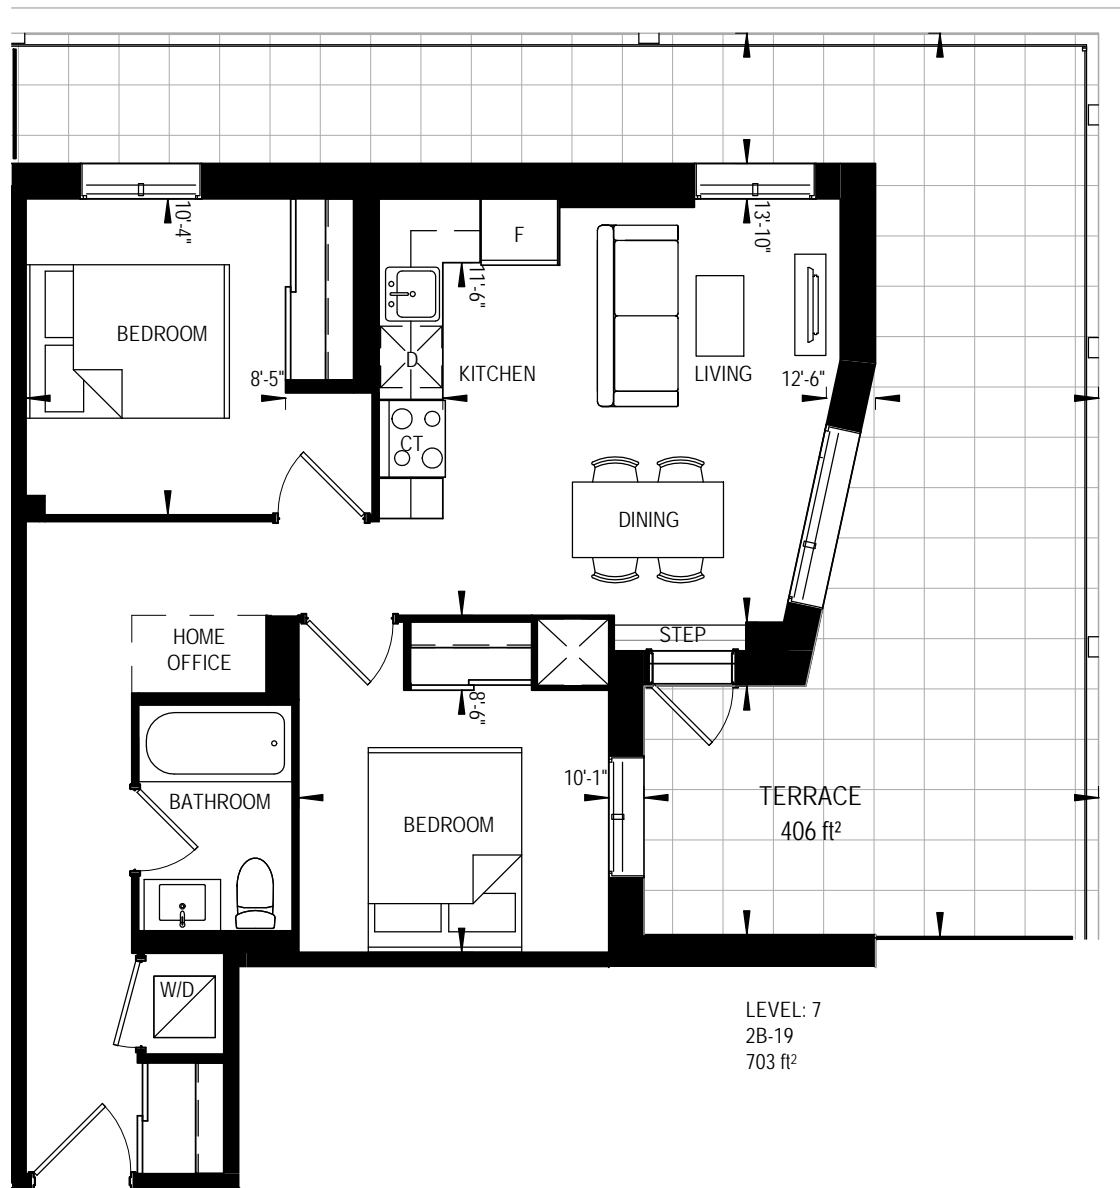 10'-4"
13'-10"
F
11'-6"
BEDROOM
D
8'-5"
KITCHEN
LIVING
12'-6"
CT
DINING
HOME
OFFICE
STEP
8'-6"
10'-1"
BATHROOM
BEDROOM
TERRACE
406 ft²
W/D
LEVEL: 7
2B-19
703 ft²